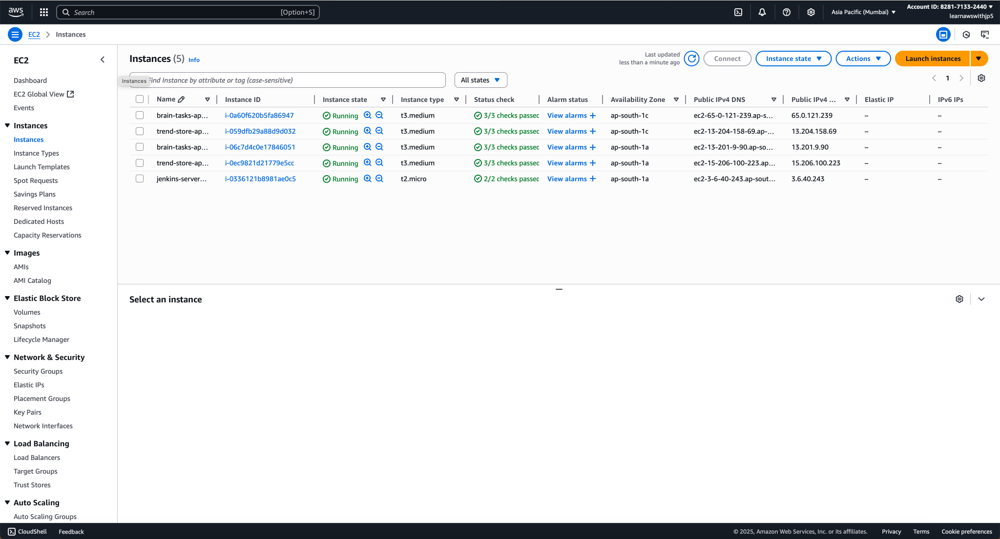 aws
Search [Option+S]
Asia Pacific (Mumbai)
Account ID: 8281-7133-2440
learnawswithjp5
EC2 Instances
EC2
Dashboard
EC2 Global View
Events
Instances
Instances
Instance Types
Launch Templates
Spot Requests
Savings Plans
Reserved Instances
Dedicated Hosts
Capacity Reservations
Images
AMIs
AMI Catalog
Elastic Block Store
Volumes
Snapshots
Lifecycle Manager
Network & Security
Security Groups
Elastic IPs
Placement Groups
Key Pairs
Network Interfaces
Load Balancing
Load Balancers
Target Groups
Trust Stores
Auto Scaling
Auto Scaling Groups
Instances (5) Info
Last updated
less than a minute ago
Connect Instance state Actions Launch instances
Instances
Find Instance by attribute or tag (case-sensitive) All states 1
Name Instance ID Instance state Instance type Status check Alarm status Availability Zone Public IPv4 DNS Public IPv4 ... Elastic IP IPv6 IPs
brain-tasks-ap... i-0a60f620b5fa86947 Running t3.medium 3/3 checks passed View alarms + ap-south-1c ec2-65-0-121-239.ap-s... 65.0.121.239 – –
trend-store-ap... i-059dfb29a88d9d032 Running t3.medium 3/3 checks passed View alarms + ap-south-1c ec2-13-204-158-69.ap-... 13.204.158.69 – –
brain-tasks-ap... i-06c7d4c0e17846051 Running t3.medium 3/3 checks passed View alarms + ap-south-1a ec2-13-201-9-90.ap-so... 13.201.9.90 – –
trend-store-ap... i-0ec9821d21779e5cc Running t3.medium 3/3 checks passed View alarms + ap-south-1a ec2-15-206-100-223.ap... 15.206.100.223 – –
jenkins-server... i-0336121b8981ae0c5 Running t2.micro 2/2 checks passed View alarms + ap-south-1a ec2-3-6-40-243.ap-sout... 3.6.40.243 – –
Select an instance
CloudShell Feedback
© 2025, Amazon Web Services, Inc. or its affiliates. Privacy Terms Cookie preferences